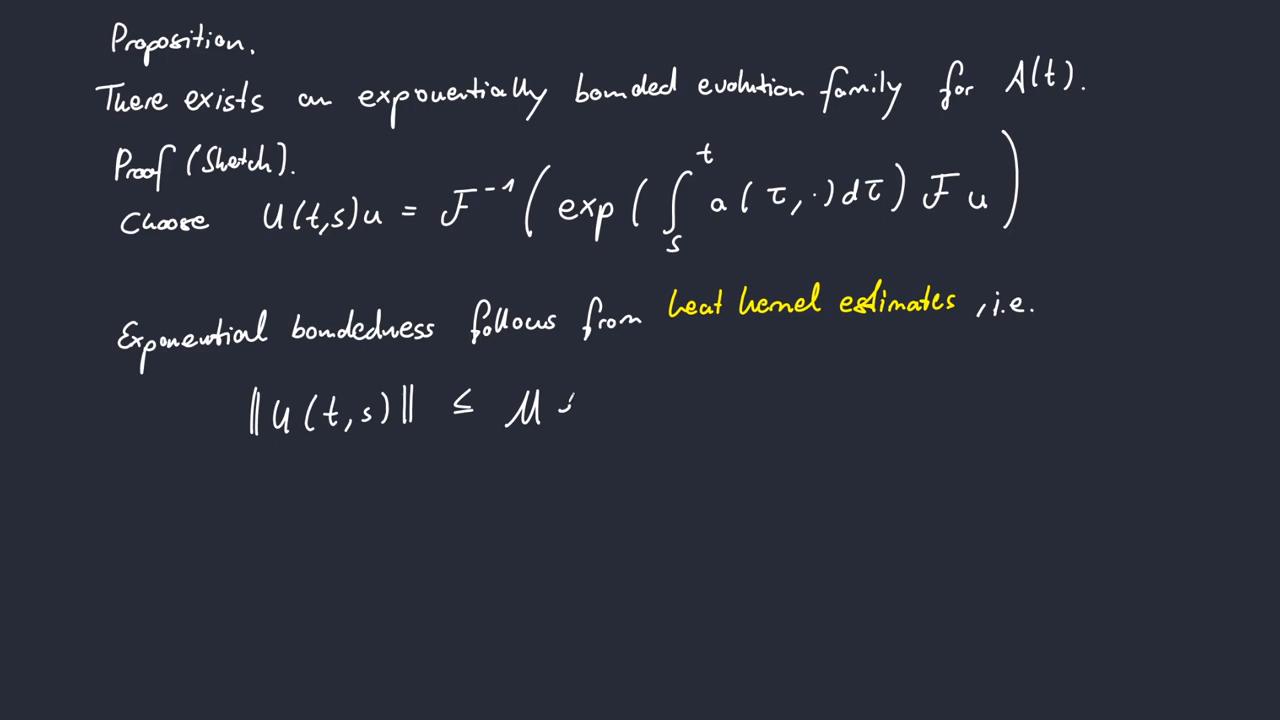 Proposition.
There exists an exponentially bounded evolution family for A(t).
Proof (Sketch).
Choose U(t,s)u = ℱ⁻¹( exp( ∫ₛᵗ a(τ,·)dτ) ℱ u )
Exponential boundedness follows from heat kernel estimates, i.e.
‖U(t,s)‖ ≤ M